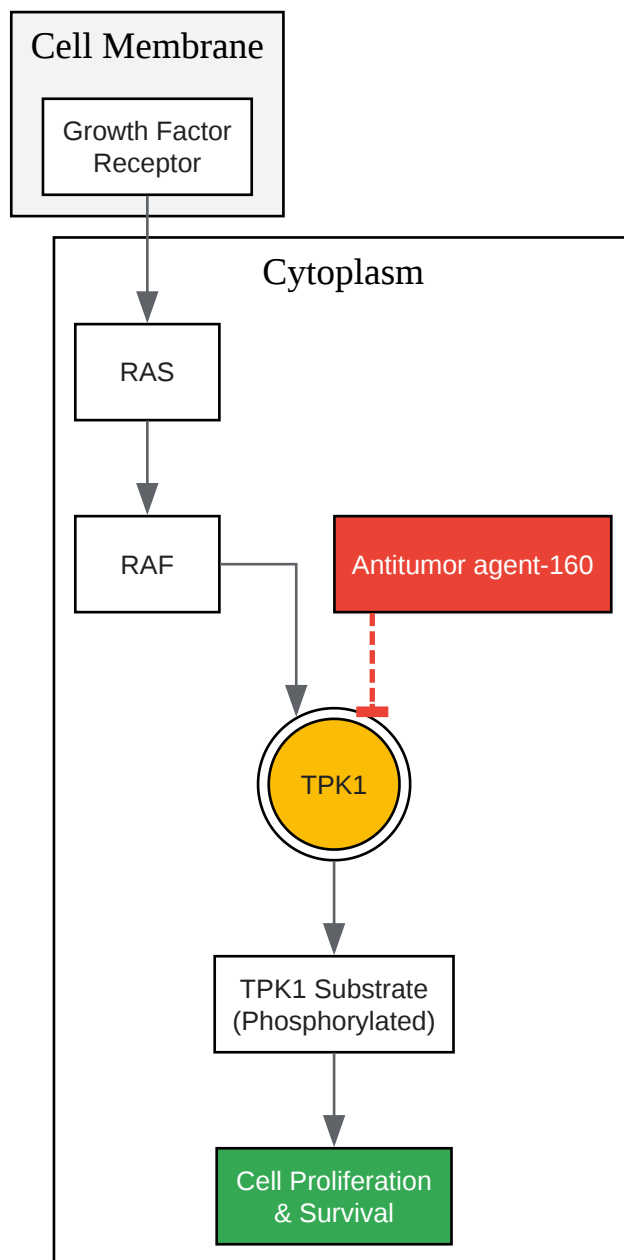 Cell Membrane
Growth Factor
Receptor
Cytoplasm
RAS
RAF
Antitumor agent-160
TPK1
TPK1 Substrate
(Phosphorylated)
Cell Proliferation
& Survival